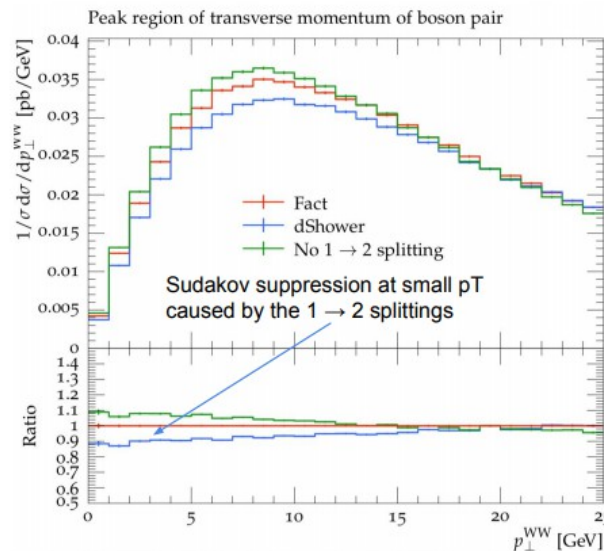 Peak region of transverse momentum of boson pair
1/σ dσ/dp⊥^WW [pb/GeV]
0.04
0.035
0.03
0.025
0.02
0.015
0.01
0.005
0
Fact
dShower
No 1 → 2 splitting
Sudakov suppression at small pT
caused by the 1 → 2 splittings
Ratio
1.4
1.3
1.2
1.1
1
0.9
0.8
0.7
0.6
0.5
0 5 10 15 20 2
p⊥^WW [GeV]